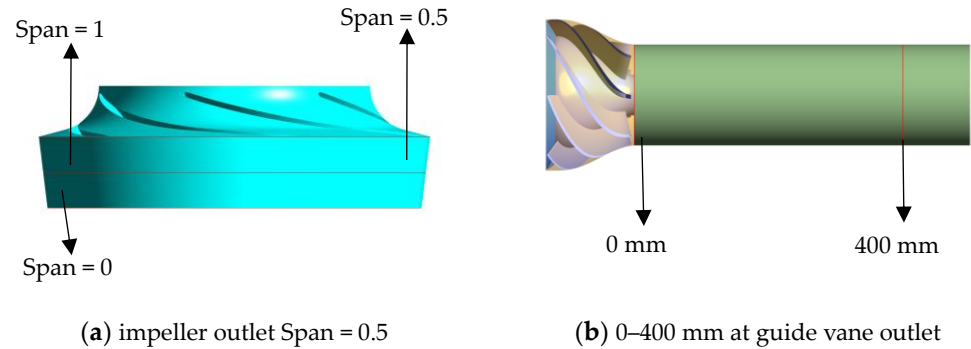 Span = 1
Span = 0.5
Span = 0
0 mm
400 mm
(a) impeller outlet Span = 0.5
(b) 0–400 mm at guide vane outlet